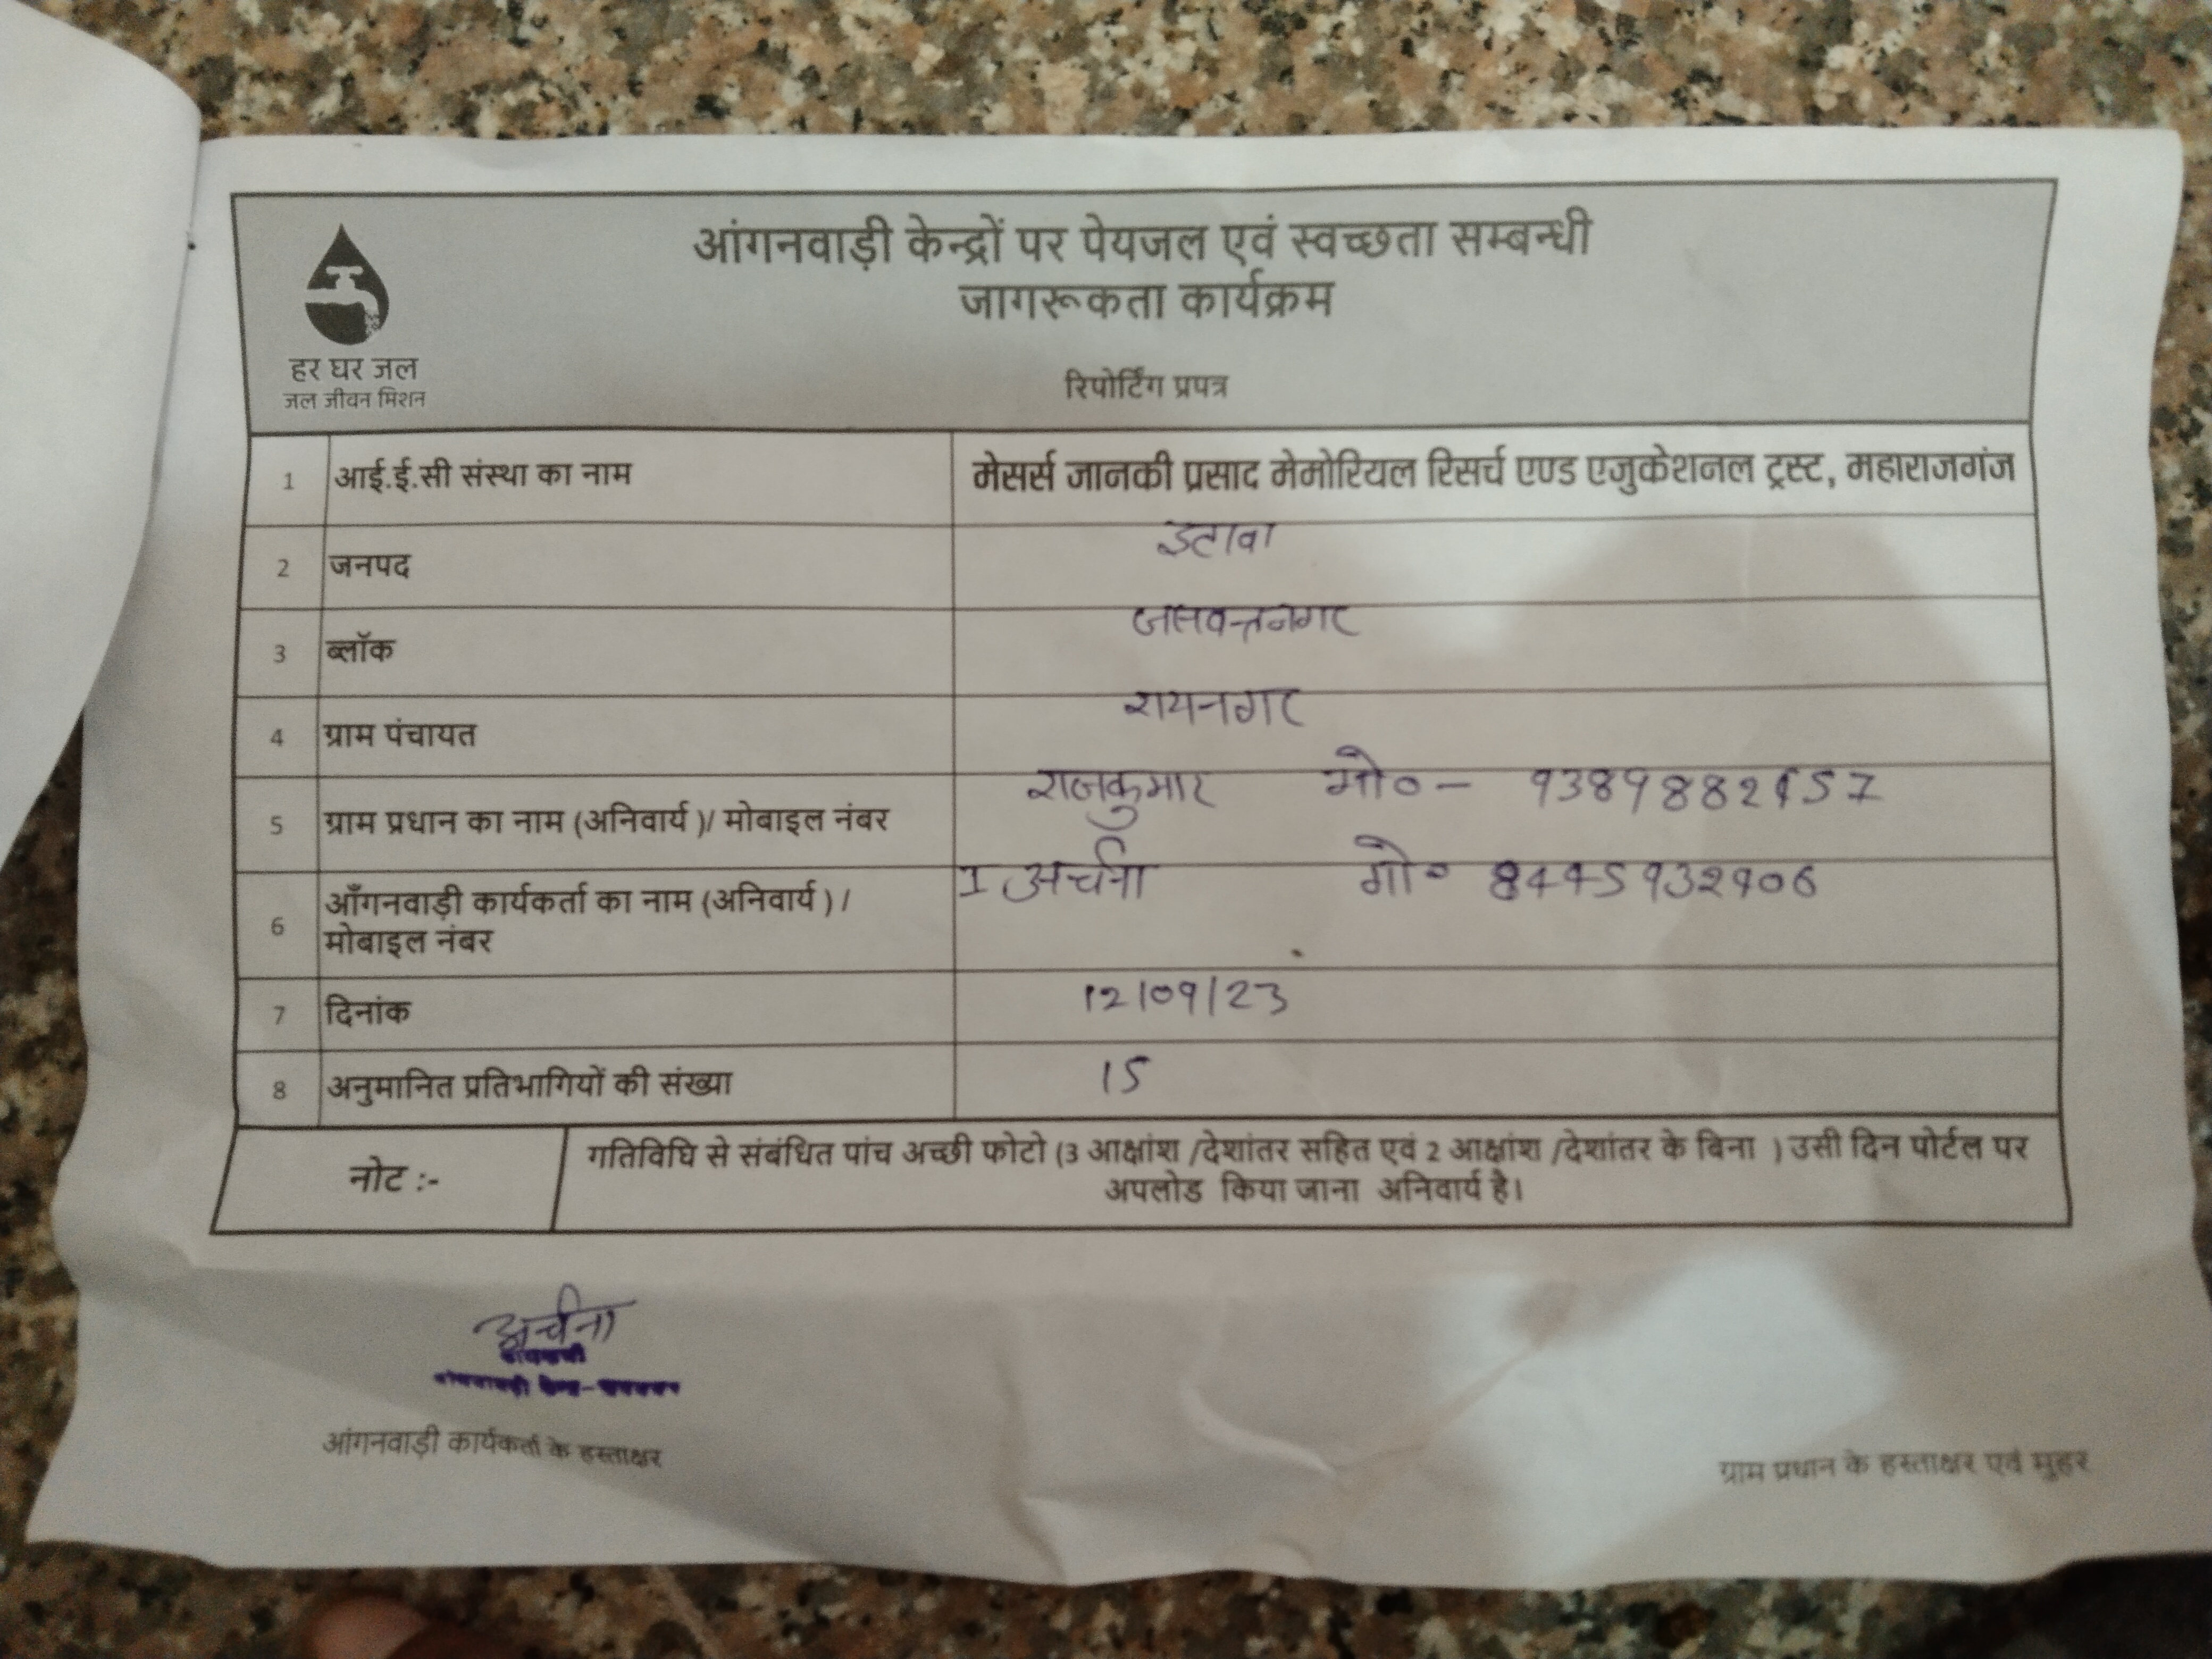 आंगनवाड़ी केन्द्रों पर पेयजल एवं स्वच्छता सम्बन्धी
जागरूकता कार्यक्रम
हर घर जल
जल जीवन मिशन
रिपोर्टिंग प्रपत्र
1 आई.ई.सी संस्था का नाम मेसर्स जानकी प्रसाद मेमोरियल रिसर्च एण्ड एजुकेशनल ट्रस्ट, महाराजगंज
2 जनपद इटावा
3 ब्लॉक जसवन्तनगर
4 ग्राम पंचायत रायनगर
5 ग्राम प्रधान का नाम (अनिवार्य )/ मोबाइल नंबर राजकुमार मो० –
6 आँगनवाड़ी कार्यकर्ता का नाम (अनिवार्य ) / अर्चना मो० 8445932906
मोबाइल नंबर
7 दिनांक 12/09/23
8 अनुमानित प्रतिभागियों की संख्या 15
नोट :- गतिविधि से संबंधित पांच अच्छी फोटो (3 आक्षांश /देशांतर सहित एवं 2 आक्षांश /देशांतर के बिना ) उसी दिन पोर्टल पर
अपलोड किया जाना अनिवार्य है।
अर्चना
आंगनवाड़ी कार्यकर्ता के हस्ताक्षर
ग्राम प्रधान के हस्ताक्षर एवं मुहर